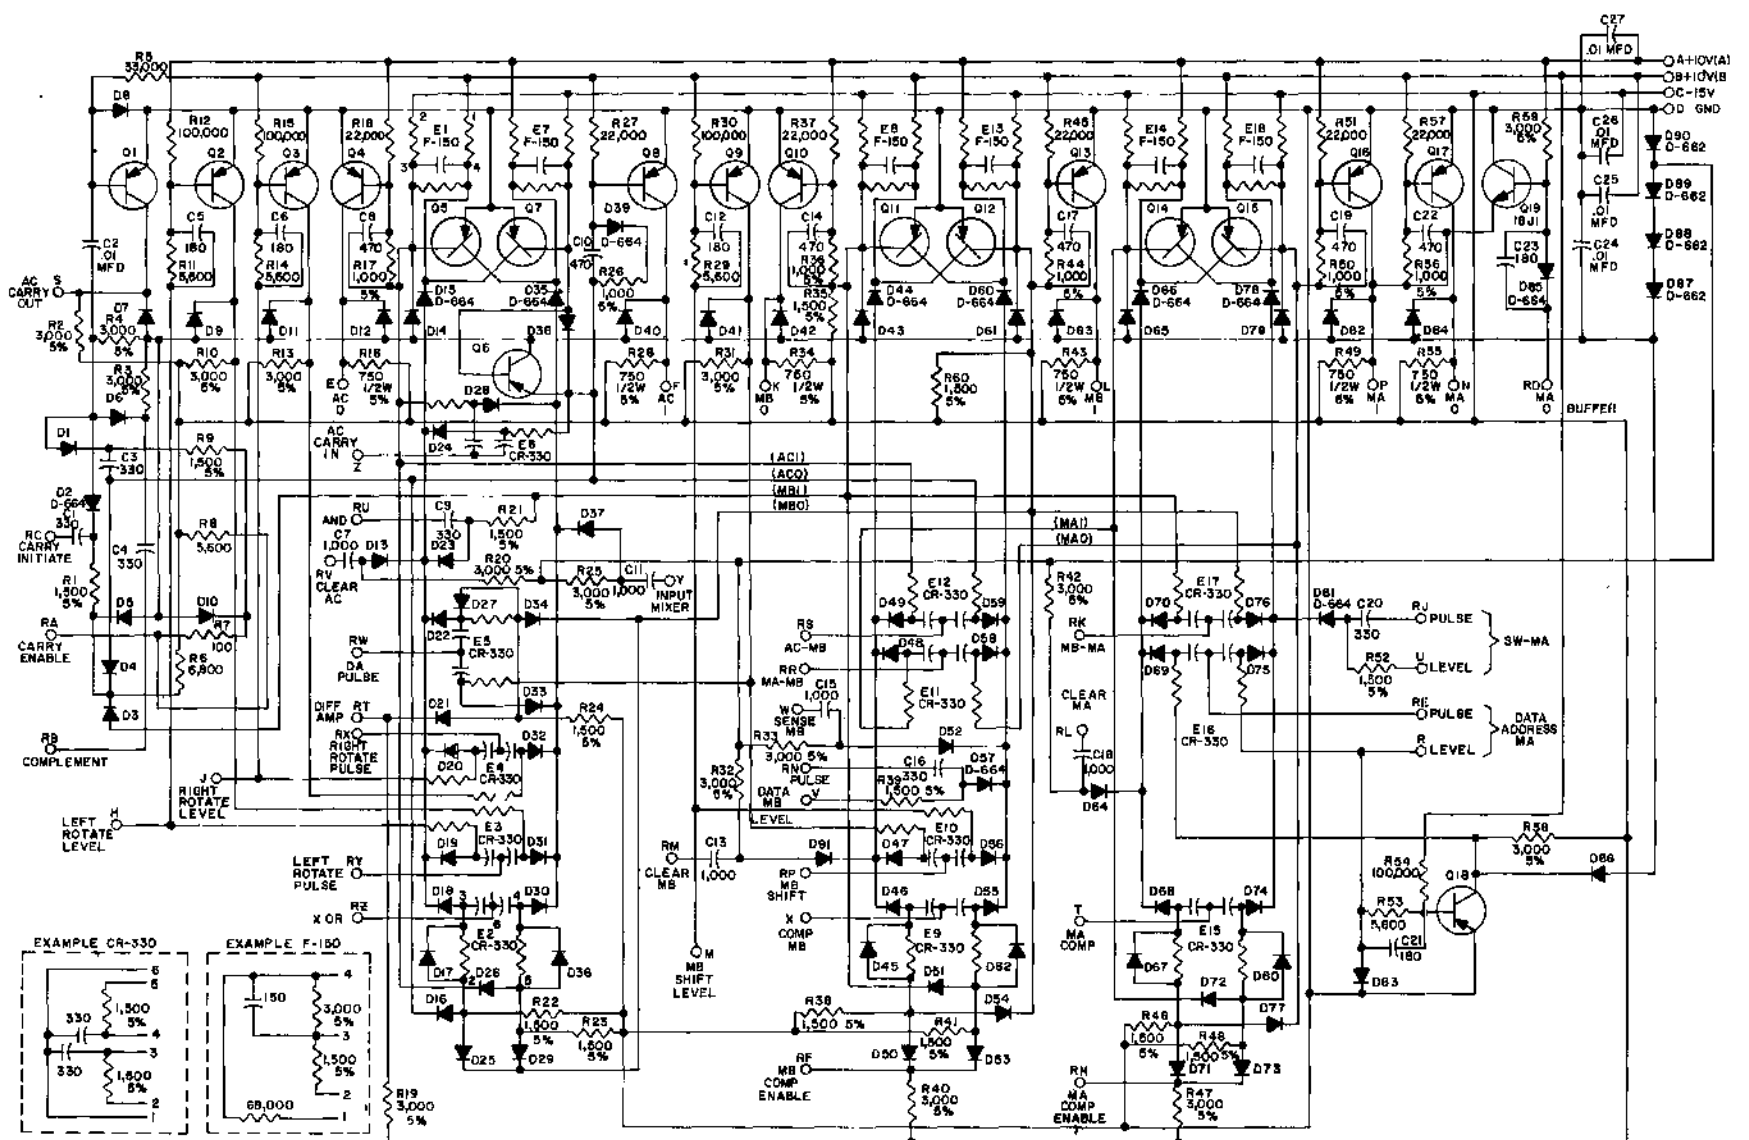 C27
.01 MFD
A+10V(A)
B+10V(B
C-15V
D GND
R5
33,000
D8
R12
100,000
R15
100,000
R18
22,000
E1
F-150
E7
F-150
R27
22,000
R30
100,000
R37
22,000
E8
F-150
E13
F-150
R45
22,000
E14
F-150
E18
F-150
R51
22,000
R57
22,000
R59
3,000
5%
C26
.01
MFD
D90
D-662
Q1
Q2
Q3
Q4
Q8
Q9
Q10
Q13
Q16
Q17
Q19
18J1
C25
.01
MFD
D89
D-662
C2
.01
MFD
C5
180
R11
5,600
C6
180
R14
5,600
C8
470
R17
1,000
5%
Q5
Q7
D39
D-664
C10
470
R26
1,000
5%
C12
180
R29
5,600
C14
470
R36
1,000
5%
R35
1,500
5%
Q11
Q12
C17
470
R44
1,000
5%
Q14
Q15
C19
470
R50
1,000
5%
C22
470
R56
1,000
5%
C23
180
D85
D-664
C24
.01
MFD
D88
D-662
D87
D-662
AC
CARRY
OUT
S
R2
3,000
5%
R4
3,000
5%
D7
D9
D11
D12
D14
D15
D-664
D35
D-664
D38
Q6
D40
D41
D42
D43
D44
D-664
D60
D-664
D61
D63
D65
D66
D-664
D78
D-664
D79
D82
D84
R3
3,000
5%
R10
3,000
5%
R13
3,000
5%
R16
750
1/2W
5%
E
AC
0
R28
750
1/2W
5%
F
AC
1
R31
3,000
5%
K
MB
0
R34
750
1/2W
5%
R60
1,500
5%
R43
750
1/2W
5%
L
MB
1
R49
750
1/2W
5%
P
MA
1
R55
750
1/2W
5%
N
MA
0
RD
MA
0
BUFFER
D6
D1
R9
1,500
5%
C3
330
D28
D24
E6
CR-330
AC
CARRY
IN
Z
(AC1)
(AC0)
(MB1)
(MB0)
(MA1)
(MA0)
D2
D-664
C1
330
RC
CARRY
INITIATE
R8
5,600
C4
330
RU
AND
C9
330
R21
1,500
5%
D37
C7
1,000
D13
D23
RV
CLEAR
AC
R20
3,000 5%
R25
3,000
5%
C11
1,000
Y
INPUT
MIXER
R1
1,500
5%
D5
D10
R7
100
RA
CARRY
ENABLE
D4
R6
6,800
D3
RB
COMPLEMENT
D27
D34
D22
E5
CR-330
RW
DA
PULSE
D33
DIFF
AMP
RT
D21
R24
1,500
5%
RX
RIGHT
ROTATE
PULSE
D32
D20
E4
CR-330
J
RIGHT
ROTATE
LEVEL
LEFT
ROTATE
LEVEL
H
E3
CR-330
D19
D31
LEFT
ROTATE
PULSE
RY
X OR
RZ
D18
3
4
6
D30
E2
CR-330
D17
D26
2
5
D36
D16
R22
1,500
5%
R23
1,500
5%
D25
D29
R19
3,000
5%
RS
AC-MB
RR
MA-MB
D49
E12
CR-330
D59
D48
D58
E11
CR-330
C15
1,000
W
SENSE
MB
R33
3,000 5%
D52
R32
3,000
5%
RN
PULSE
C16
330
D57
D-664
DATA
MB
V
LEVEL
R39
1,500 5%
RM
CLEAR
MB
C13
1,000
D91
D47
E10
CR-330
D56
RP
MB
SHIFT
X
COMP
MB
M
MB
SHIFT
LEVEL
D46
D55
E9
CR-330
D45
D51
D62
R38
1,500 5%
D54
R41
1,500
5%
RF
MB
COMP
ENABLE
D50
D53
R40
3,000
5%
R42
3,000
5%
RK
MB-MA
CLEAR
MA
RL
C18
1,000
D64
D70
E17
CR-330
D76
D69
D75
E16
CR-330
D81
D-664
C20
330
RJ
PULSE
SW-MA
R52
1,500
5%
U
LEVEL
RE
PULSE
DATA
ADDRESS
MA
R
LEVEL
T
MA
COMP
D68
D74
E15
CR-330
D67
D72
D80
D77
R46
1,500
5%
R48
1,500 5%
RH
MA
COMP
ENABLE
D71
D73
R47
3,000
5%
R58
3,000
5%
R54
100,000
Q18
D86
R53
5,600
C21
180
D83
EXAMPLE CR-330
6
5
1,500
5%
330
4
3
330
1,500
5%
2
1
EXAMPLE F-150
4
150
3,000
5%
3
1,500
5%
2
68,000
1